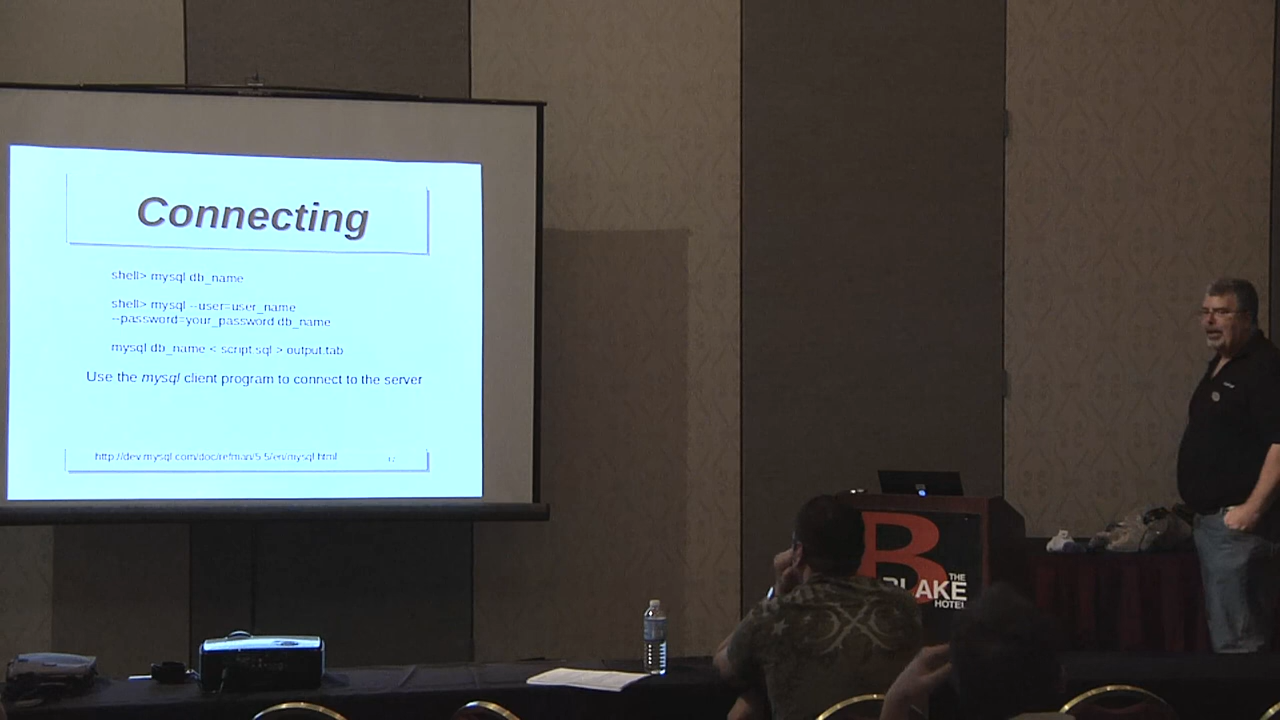 Connecting
shell> mysql db_name
shell> mysql --user=user_name
--password=your_password db_name
mysql db_name < script.sql > output.tab
Use the mysql client program to connect to the server
http://dev.mysql.com/doc/refman/5.5/en/mysql.html
B
THE
BLAKE
HOTEL